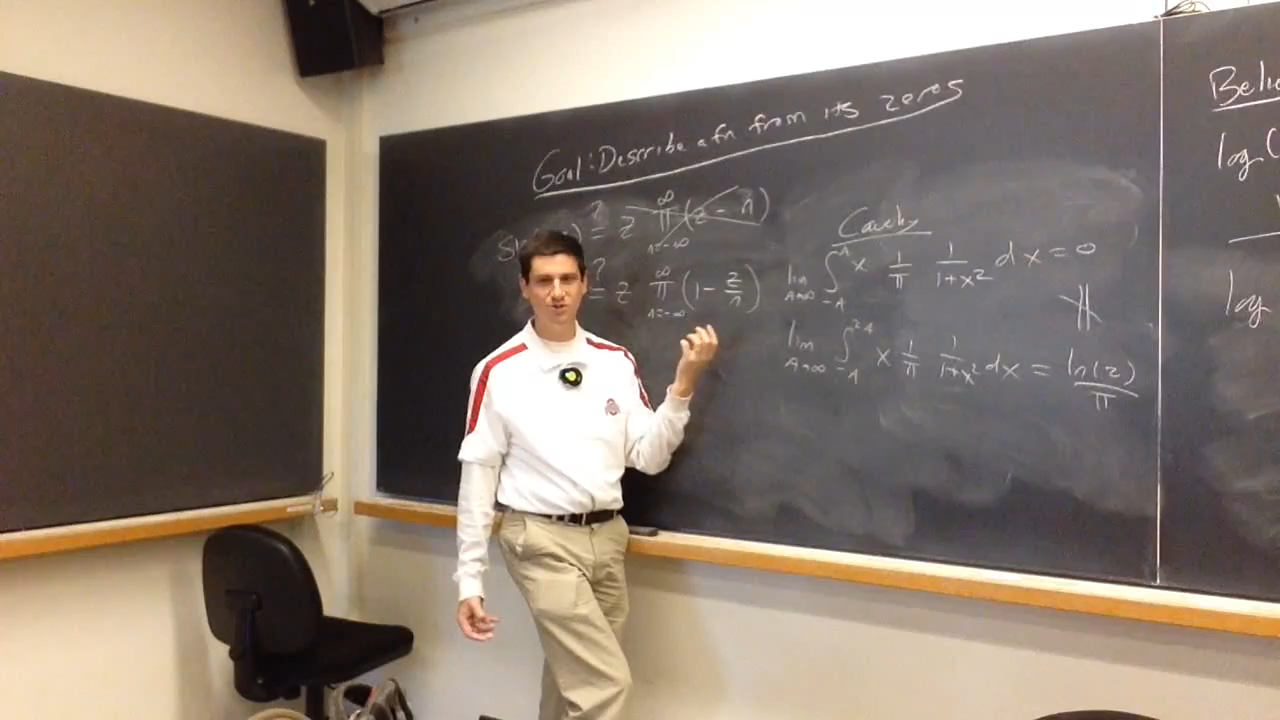 Goal: Describe a fn from its zeros
? = z ∞ π n=-∞ (z - n)
? = z ∞ π n=-∞ (1 - z/n)
Cauchy
lim A→∞ ∫_{-A}^{A} x 1/π 1/(1+x²) dx = 0
lim A→∞ ∫_{-A}^{2A} x 1/π 1/(1+x²) dx = ln(2)/π
log (
log